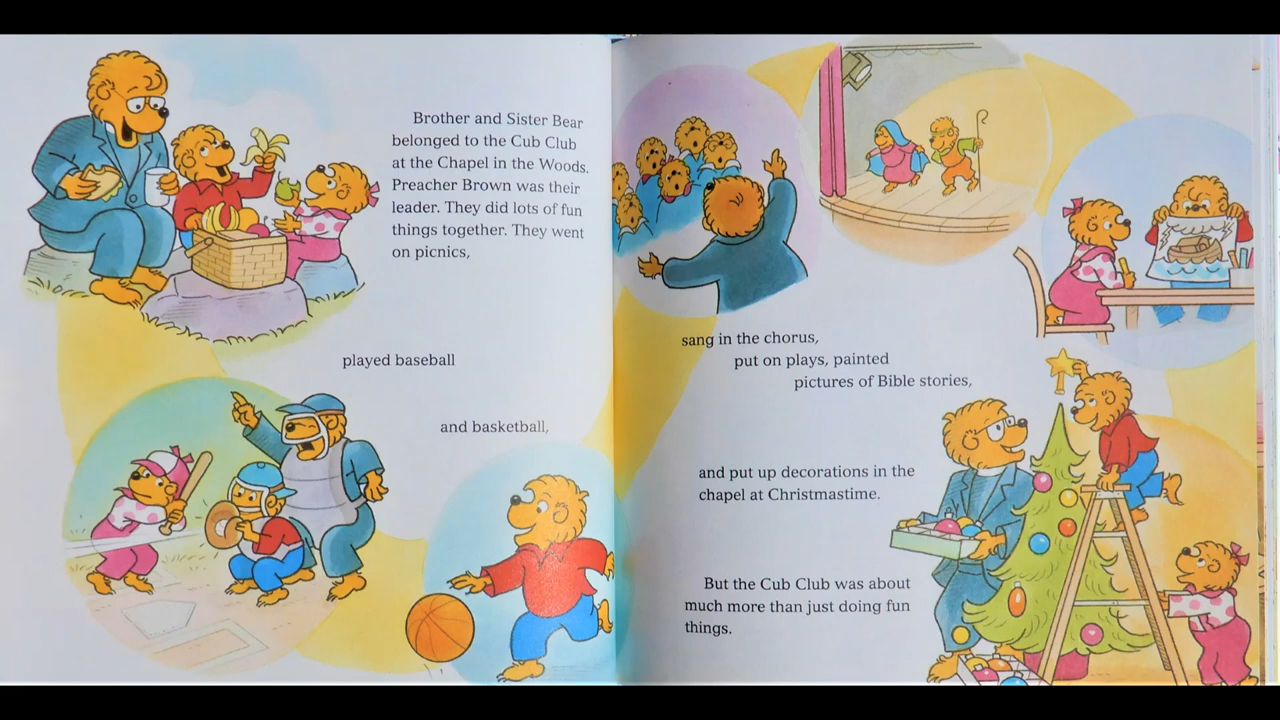 Brother and Sister Bear
belonged to the Cub Club
at the Chapel in the Woods.
Preacher Brown was their
leader. They did lots of fun
things together. They went
on picnics,
played baseball
and basketball,
sang in the chorus,
put on plays, painted
pictures of Bible stories,
and put up decorations in the
chapel at Christmastime.
But the Cub Club was about
much more than just doing fun
things.